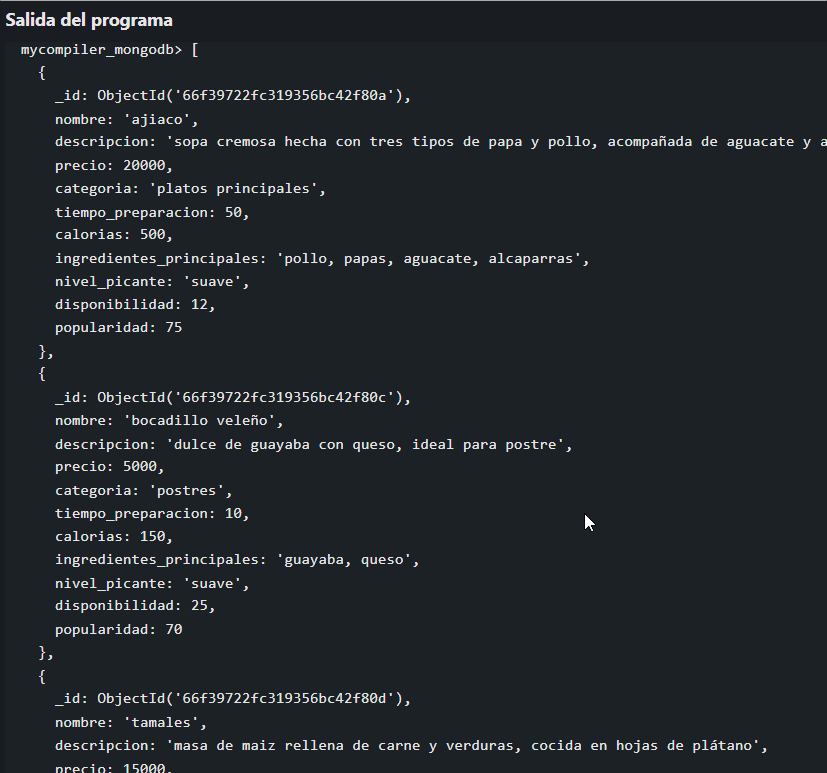 Salida del programa
mycompiler_mongodb> [
{
_id: ObjectId('66f39722fc319356bc42f80a'),
nombre: 'ajiaco',
descripcion: 'sopa cremosa hecha con tres tipos de papa y pollo, acompañada de aguacate y a
precio: 20000,
categoria: 'platos principales',
tiempo_preparacion: 50,
calorias: 500,
ingredientes_principales: 'pollo, papas, aguacate, alcaparras',
nivel_picante: 'suave',
disponibilidad: 12,
popularidad: 75
},
{
_id: ObjectId('66f39722fc319356bc42f80c'),
nombre: 'bocadillo veleño',
descripcion: 'dulce de guayaba con queso, ideal para postre',
precio: 5000,
categoria: 'postres',
tiempo_preparacion: 10,
calorias: 150,
ingredientes_principales: 'guayaba, queso',
nivel_picante: 'suave',
disponibilidad: 25,
popularidad: 70
},
{
_id: ObjectId('66f39722fc319356bc42f80d'),
nombre: 'tamales',
descripcion: 'masa de maiz rellena de carne y verduras, cocida en hojas de plátano',
precio: 15000,